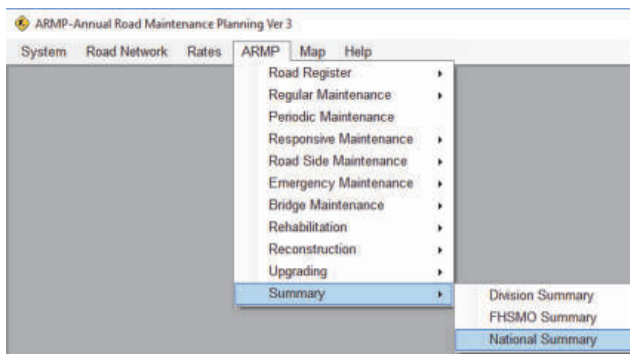 ARMP-Annual Road Maintenance Planning Ver 3
System Road Network Rates ARMP Map Help
Road Register
Regular Maintenance
Periodic Maintenance
Responsive Maintenance
Road Side Maintenance
Emergency Maintenance
Bridge Maintenance
Rehabilitation
Reconstruction
Upgrading
Summary
Division Summary
FHSMO Summary
National Summary